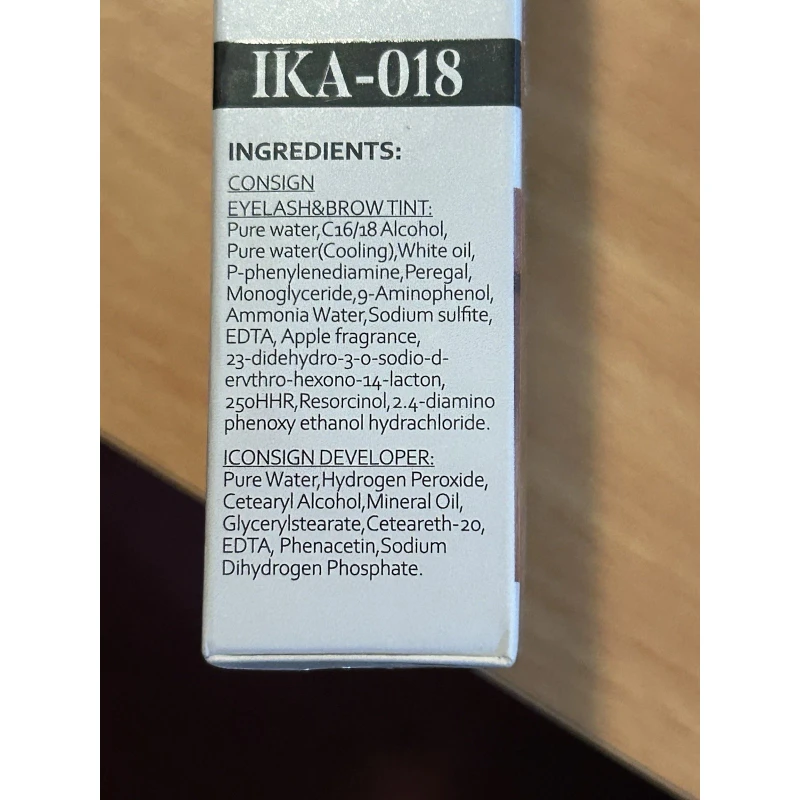 IKA-018
INGREDIENTS:
CONSIGN
EYELASH&BROW TINT:
Pure water,C16/18 Alcohol,
Pure water(Cooling),White oil,
P-phenylenediamine,Peregal,
Monoglyceride,9-Aminophenol,
Ammonia Water,Sodium sulfite,
EDTA, Apple fragrance,
23-didehydro-3-o-sodio-d-
ervthro-hexono-14-lacton,
250HHR,Resorcinol,2.4-diamino
phenoxy ethanol hydrachloride.
ICONSIGN DEVELOPER:
Pure Water,Hydrogen Peroxide,
Cetearyl Alcohol,Mineral Oil,
Glycerylstearate,Ceteareth-20,
EDTA, Phenacetin,Sodium
Dihydrogen Phosphate.